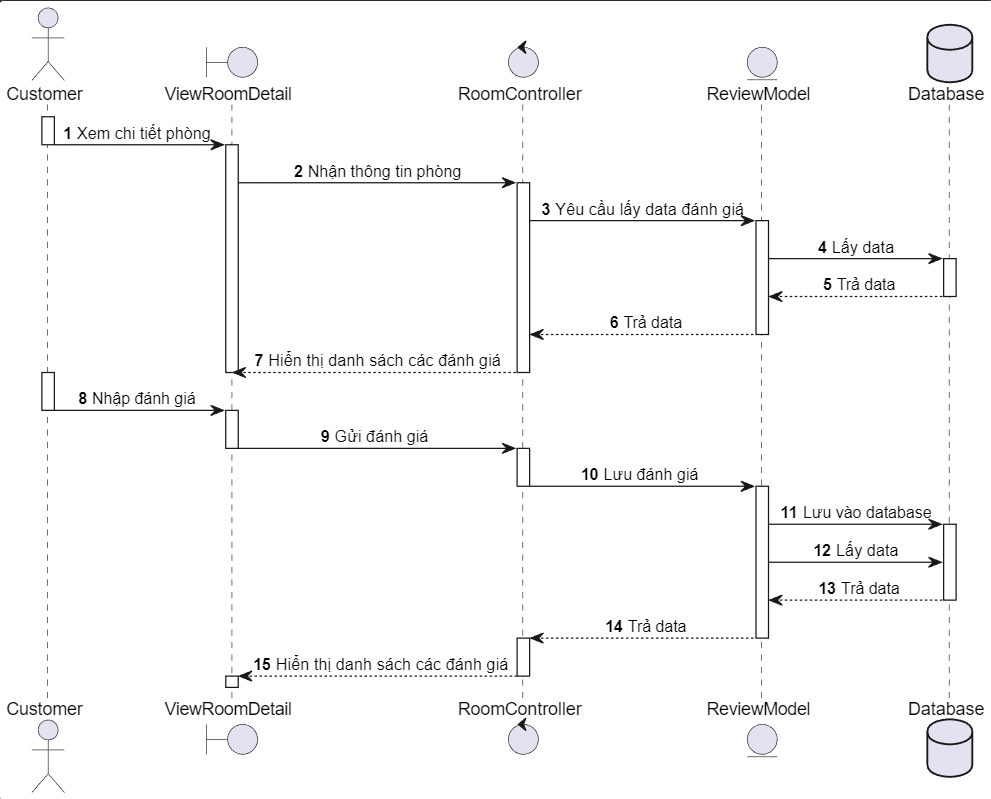 Customer
ViewRoomDetail
RoomController
ReviewModel
Database
1 Xem chi tiết phòng
2 Nhận thông tin phòng
3 Yêu cầu lấy data đánh giá
4 Lấy data
5 Trả data
6 Trả data
7 Hiển thị danh sách các đánh giá
8 Nhập đánh giá
9 Gửi đánh giá
10 Lưu đánh giá
11 Lưu vào database
12 Lấy data
13 Trả data
14 Trả data
15 Hiển thị danh sách các đánh giá
Customer
ViewRoomDetail
RoomController
ReviewModel
Database